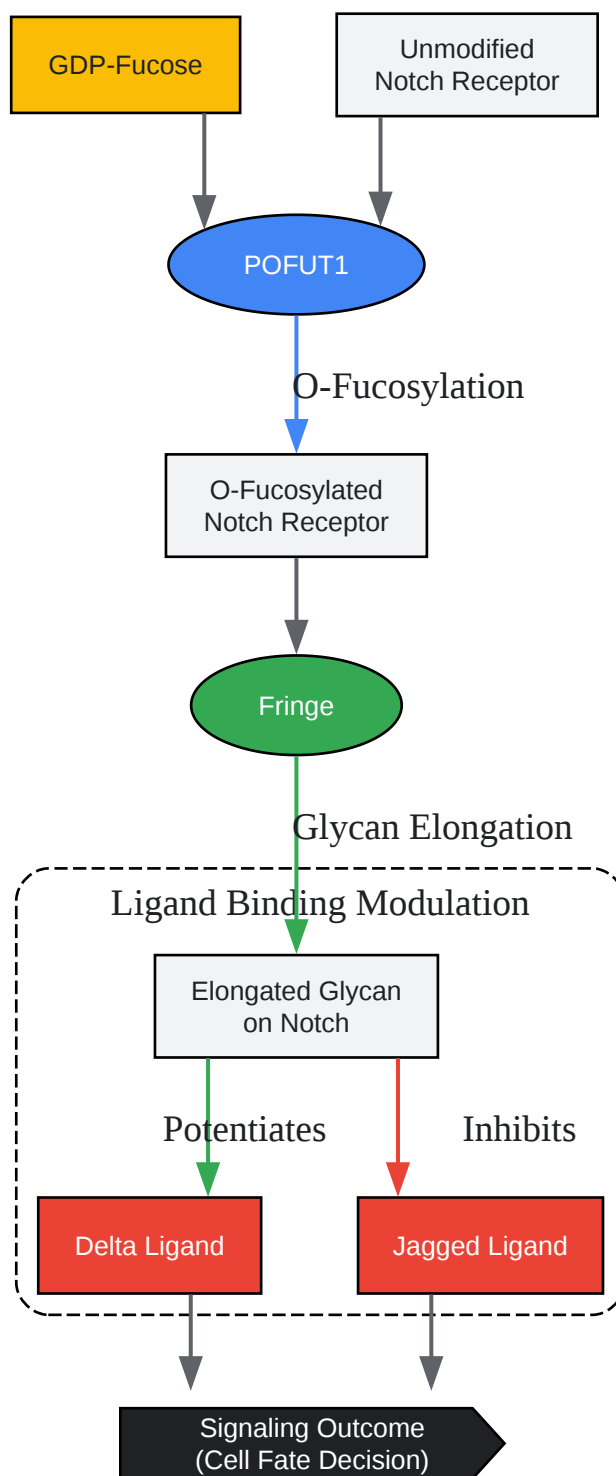 GDP-Fucose
Unmodified
Notch Receptor
POFUT1
O-Fucosylation
O-Fucosylated
Notch Receptor
Fringe
Glycan Elongation
Ligand Binding Modulation
Elongated Glycan
on Notch
Potentiates
Inhibits
Delta Ligand
Jagged Ligand
Signaling Outcome
(Cell Fate Decision)